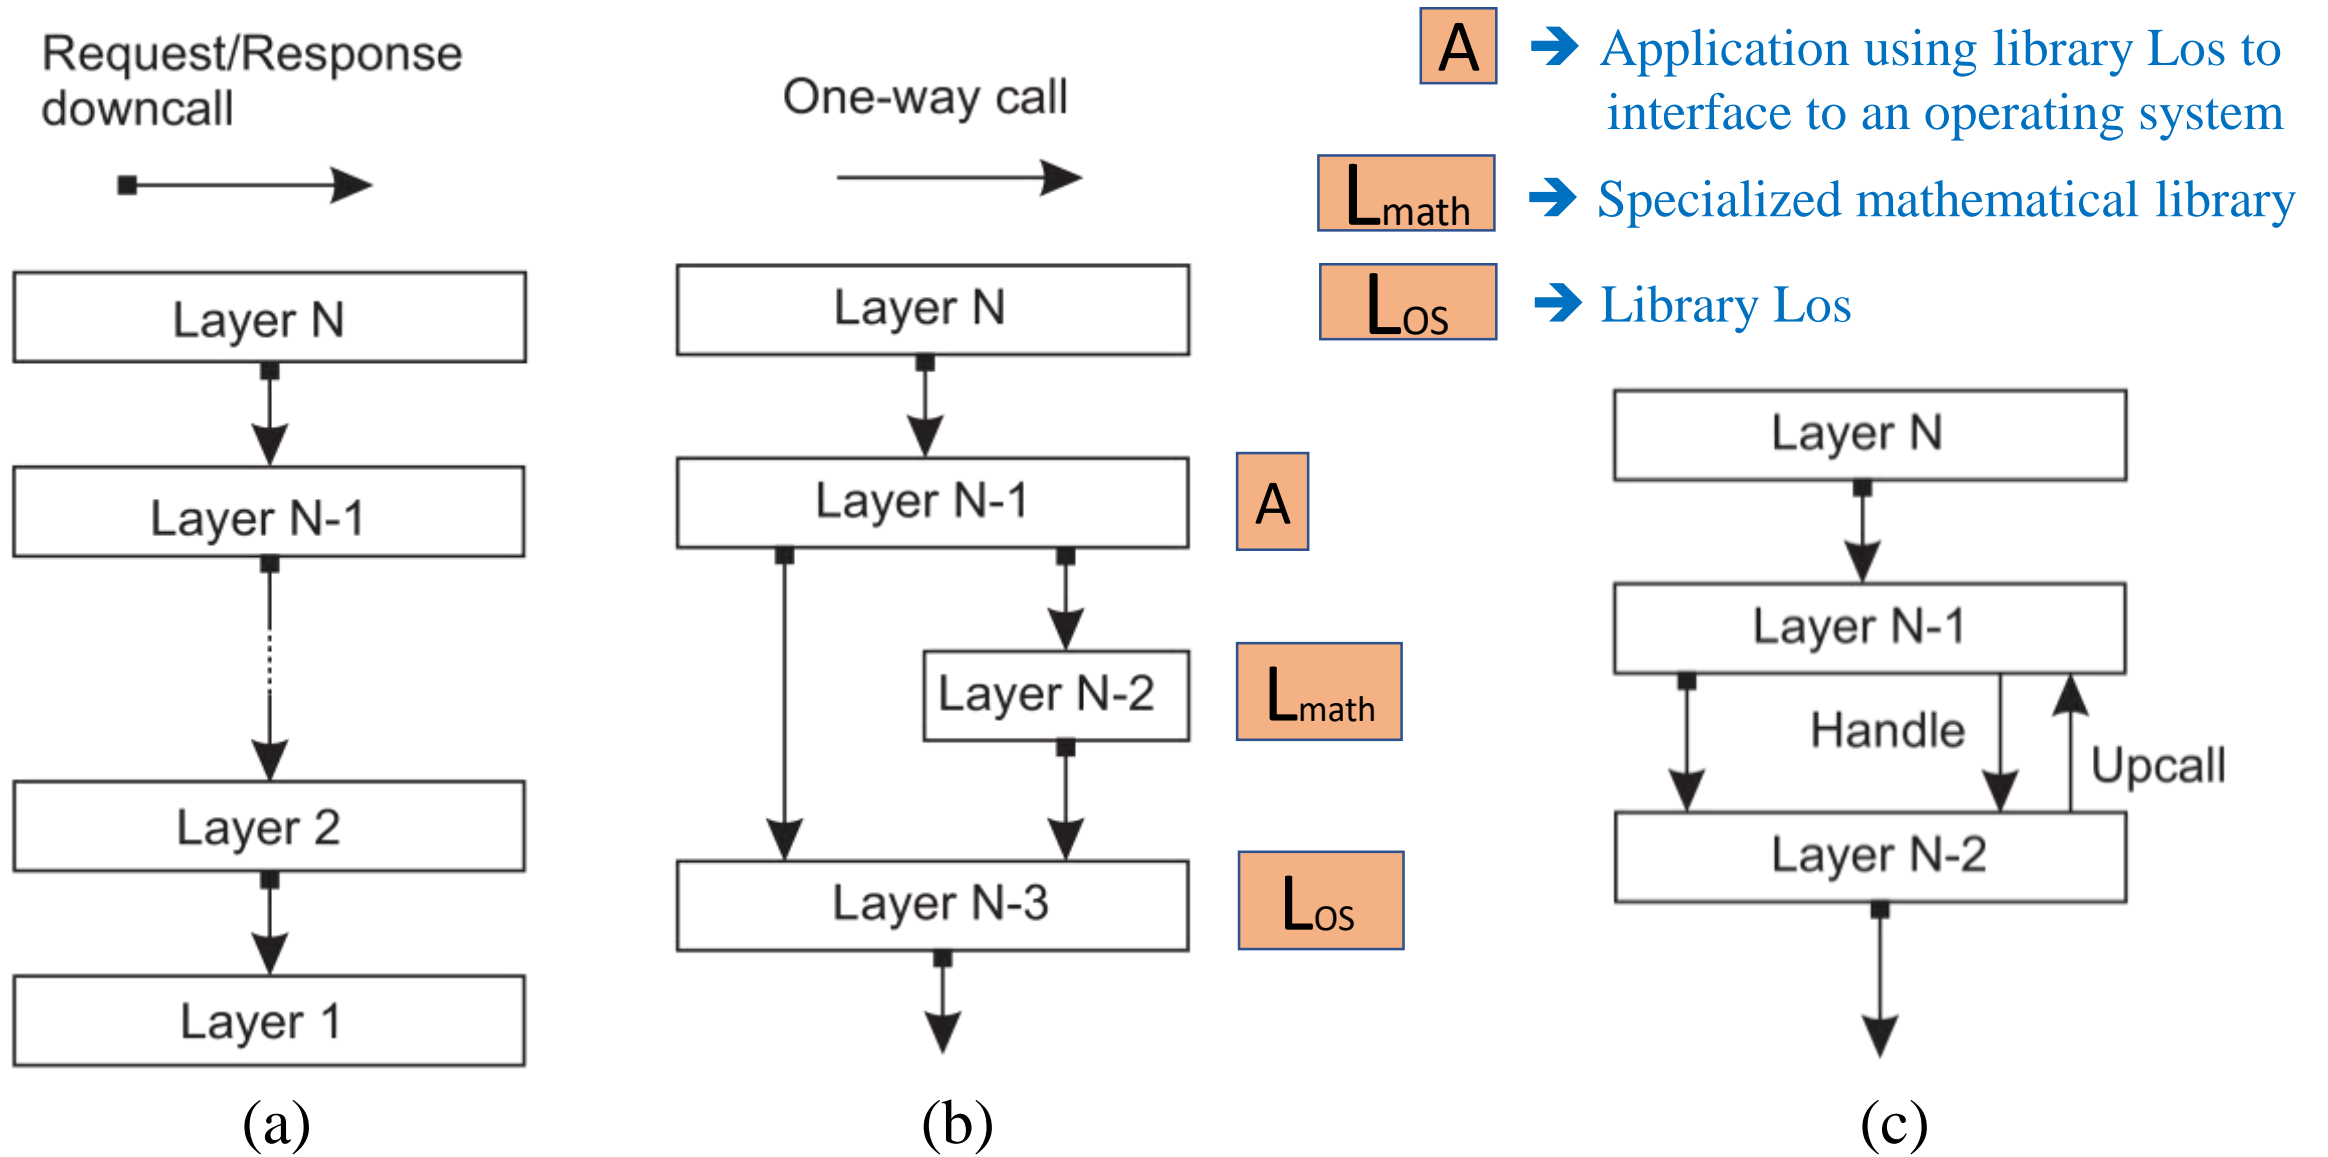 Request/Response
downcall
One-way call
A
Application using library Los to
interface to an operating system
Lmath
Specialized mathematical library
LOS
Library Los
Layer N
Layer N-1
Layer 2
Layer 1
(a)
Layer N
Layer N-1
A
Layer N-2
Lmath
Layer N-3
LOS
(b)
Layer N
Layer N-1
Handle
Upcall
Layer N-2
(c)